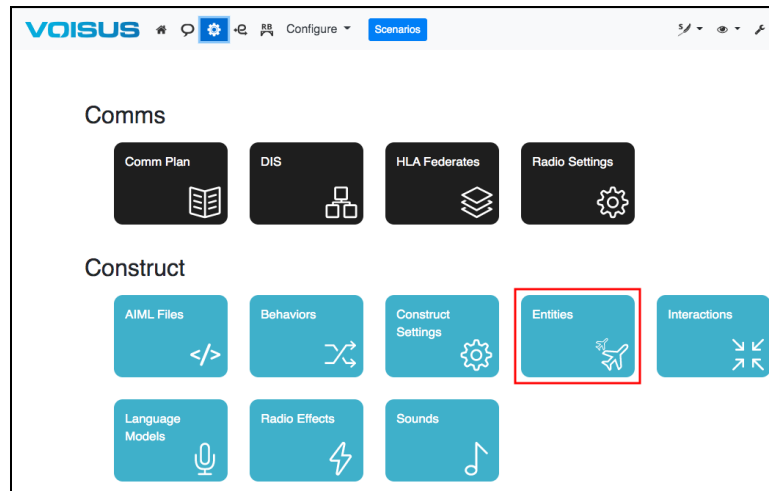 VOISUS RB Configure Scenarios
Comms
Comm Plan
DIS
HLA Federates
Radio Settings
Construct
AIML Files
</>
Behaviors
Construct
Settings
Entities
Interactions
Language
Models
Radio Effects
Sounds